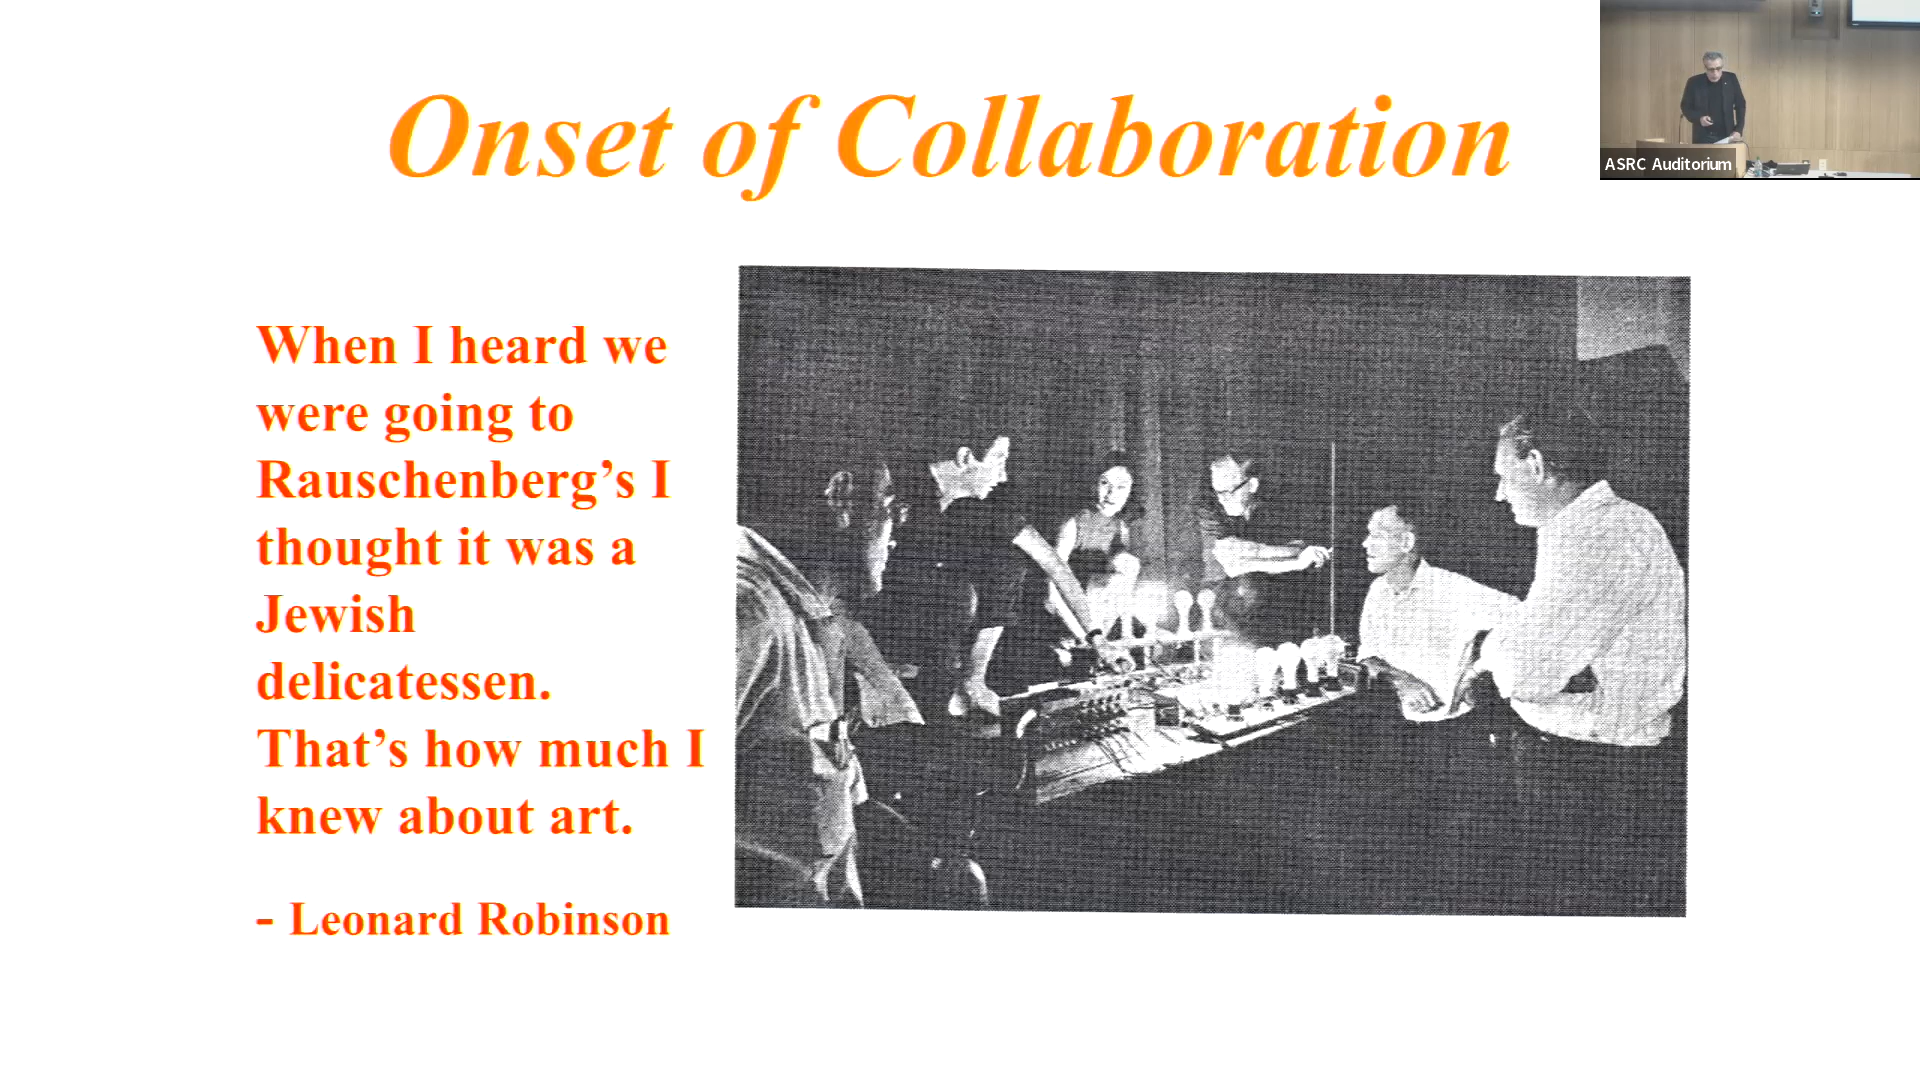 Onset of Collaboration
ASRC Auditorium
When I heard we
were going to
Rauschenberg’s I
thought it was a
Jewish
delicatessen.
That’s how much I
knew about art.
- Leonard Robinson